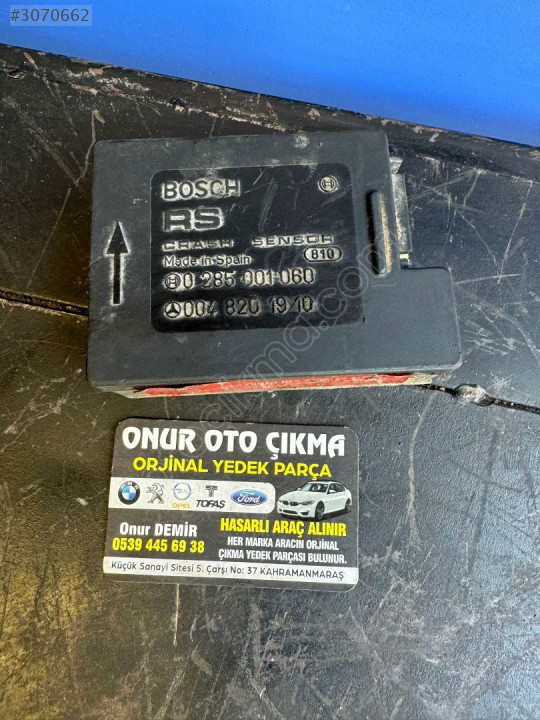 #3070662
BOSCH
RS
CRASH SENSOR
Made in Spain 810
0 285 001 060
004 820 19 10
ONUR OTO ÇIKMA
ORJİNAL YEDEK PARÇA
OPEL TOFAŞ Ford
Onur DEMİR
0539 445 69 38
HASARLI ARAÇ ALINIR
HER MARKA ARACIN ORJİNAL
ÇIKMA YEDEK PARÇASI BULUNUR.
Küçük Sanayi Sitesi 5. Çarşı No: 37 KAHRAMANMARAŞ